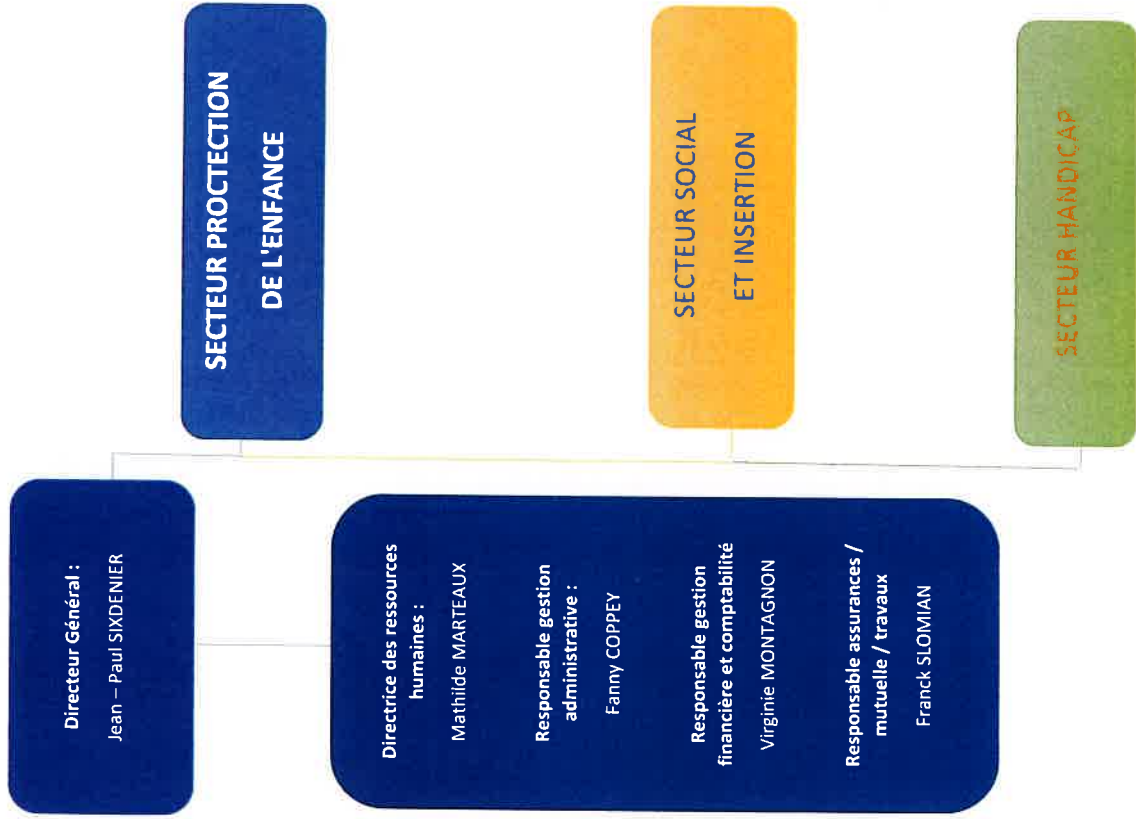 Directeur Général :
Jean – Paul SIXDENIER
Directrice des ressources
humaines :
Mathilde MARTEAUX
Responsable gestion
administrative :
Fanny COPPEY
Responsable gestion
financière et comptabilité
Virginie MONTAGNON
Responsable assurances /
mutuelle / travaux
Franck SLOMIAN
SECTEUR PROCTECTION
DE L'ENFANCE
SECTEUR SOCIAL
ET INSERTION
SECTEUR HANDICAP